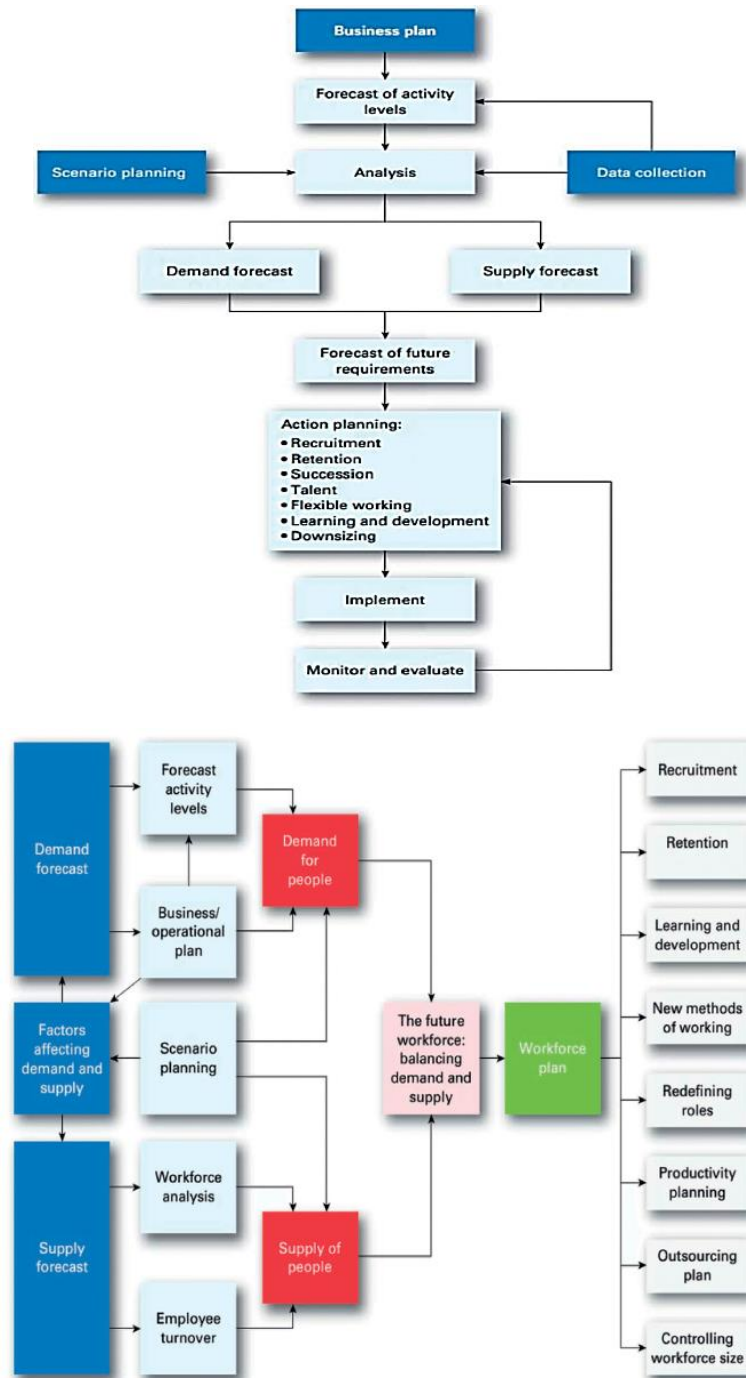 Business plan
Forecast of activity
levels
Scenario planning
Analysis
Data collection
Demand forecast
Supply forecast
Forecast of future
requirements
Action planning:
• Recruitment
• Retention
• Succession
• Talent
• Flexible working
• Learning and development
• Downsizing
Implement
Monitor and evaluate
Demand
forecast
Forecast
activity
levels
Business/
operational
plan
Demand
for
people
Factors
affecting
demand and
supply
Scenario
planning
Supply
forecast
Workforce
analysis
Employee
turnover
Supply of
people
The future
workforce:
balancing
demand and
supply
Workforce
plan
Recruitment
Retention
Learning and
development
New methods
of working
Redefining
roles
Productivity
planning
Outsourcing
plan
Controlling
workforce size